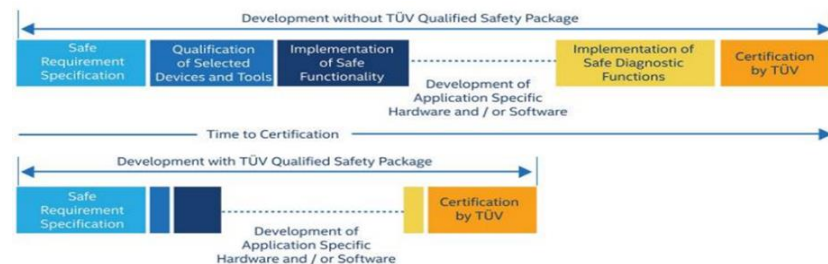 Development without TÜV Qualified Safety Package
Safe
Requirement
Specification
Qualification
of Selected
Devices and Tools
Implementation
of Safe
Functionality
Development of
Application Specific
Hardware and / or Software
Implementation of
Safe Diagnostic
Functions
Certification
by TÜV
Time to Certification
Development with TÜV Qualified Safety Package
Safe
Requirement
Specification
Development of
Application Specific
Hardware and / or Software
Certification
by TÜV